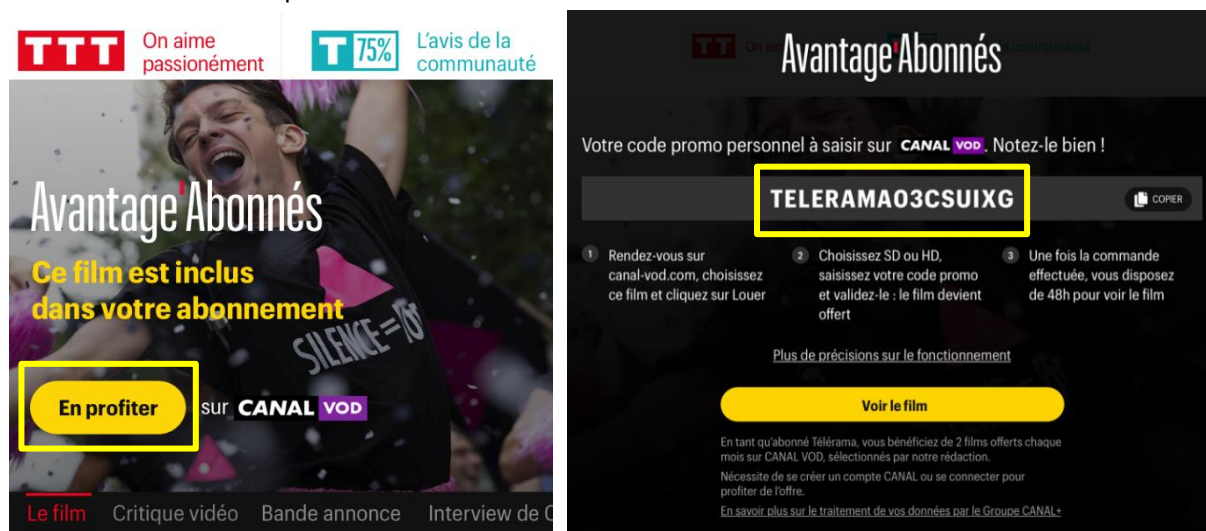 TTT On aime
passionément
T 75% L'avis de la
communauté
Avantage Abonnés
Ce film est inclus
dans votre abonnement
SILENCE=
En profiter sur CANAL VOD
Le film Critique vidéo Bande annonce Interview de
TT On
communauté
Avantage Abonnés
Votre code promo personnel à saisir sur CANAL VOD. Notez-le bien !
TELERAMA03CSUIXG COPIER
1 Rendez-vous sur
canal-vod.com, choisissez
ce film et cliquez sur Louer
2 Choisissez SD ou HD,
saisissez votre code promo
et validez-le : le film devient
offert
3 Une fois la commande
effectuée, vous disposez
de 48h pour voir le film
Plus de précisions sur le fonctionnement
Voir le film
En tant qu'abonné Télérama, vous bénéficiez de 2 films offerts chaque
mois sur CANAL VOD, sélectionnés par notre rédaction.
Nécessite de se créer un compte CANAL ou se connecter pour
profiter de l'offre.
En savoir plus sur le traitement de vos données par le Groupe CANAL+